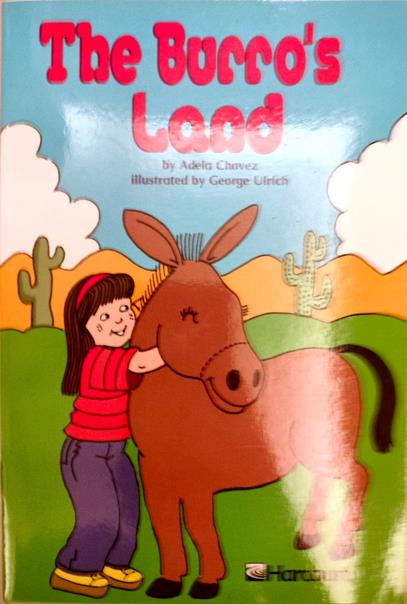 The Burro's
Land
by Adela Chavez
illustrated by George Ulrich
Harcourt